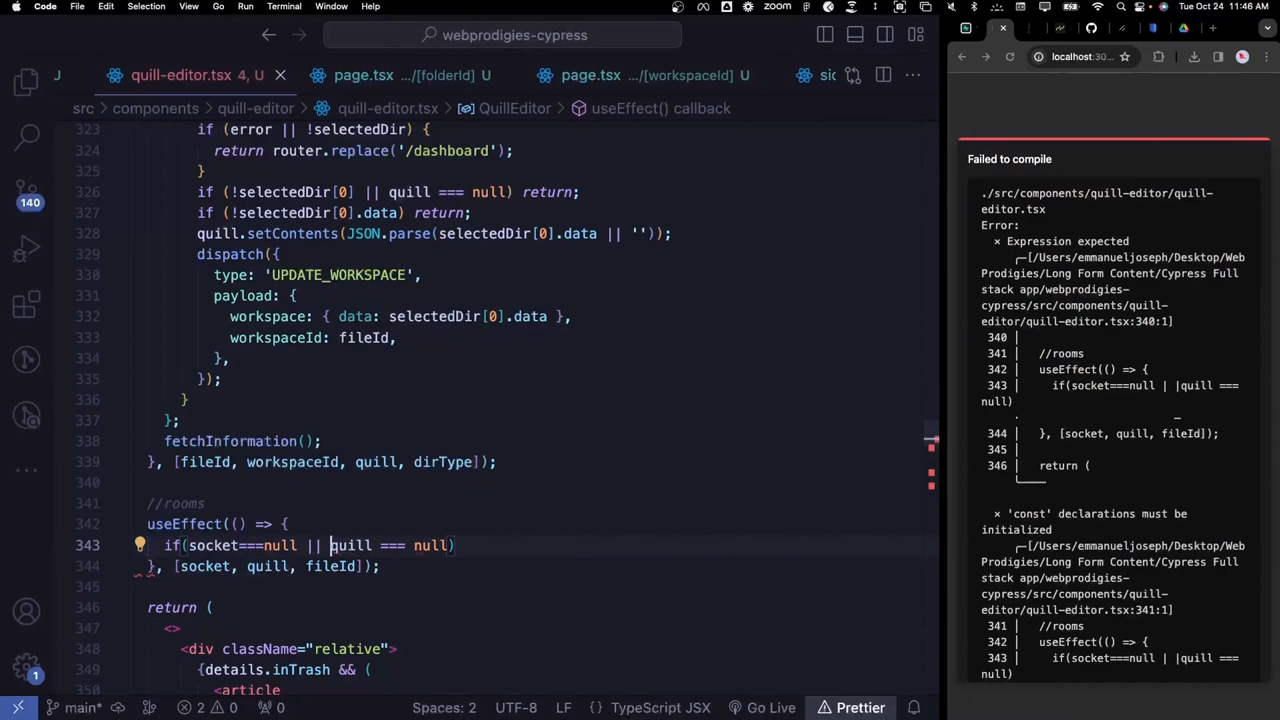 Code File Edit Selection View Go Run Terminal Window Help zoom Tue Oct 24 11:46 AM
webprodigies-cypress
localhost:30...
quill-editor.tsx 4, U page.tsx .../[folderId] U page.tsx .../[workspaceId] U
src components quill-editor quill-editor.tsx QuillEditor useEffect() callback
323 if (error || !selectedDir) {
324 return router.replace('/dashboard');
325 }
326 if (!selectedDir[0] || quill === null) return;
327 if (!selectedDir[0].data) return;
328 quill.setContents(JSON.parse(selectedDir[0].data || ''));
329 dispatch({
330 type: 'UPDATE_WORKSPACE',
331 payload: {
332 workspace: { data: selectedDir[0].data },
333 workspaceId: fileId,
334 },
335 });
336 }
337 };
338 fetchInformation();
339 }, [fileId, workspaceId, quill, dirType]);
340
341 //rooms
342 useEffect(() => {
343 if(socket===null || quill === null)
344 }, [socket, quill, fileId]);
345
346 return (
347 <>
348 <div className="relative">
349 {details.inTrash && (
350 <article
140
1
main* 2 0 0 Spaces: 2 UTF-8 LF {} TypeScript JSX Go Live Prettier
Failed to compile
./src/components/quill-editor/quill-
editor.tsx
Error:
× Expression expected
╭─[/Users/emmanueljoseph/Desktop/Web
Prodigies/Long Form Content/Cypress Full
stack app/webprodigies-
cypress/src/components/quill-
editor/quill-editor.tsx:340:1]
340 │
341 │ //rooms
342 │ useEffect(() => {
343 │ if(socket===null | |quill ===
null)
· ─
344 │ }, [socket, quill, fileId]);
345 │
346 │ return (
╰────
× 'const' declarations must be
initialized
╭─[/Users/emmanueljoseph/Desktop/Web
Prodigies/Long Form Content/Cypress Full
stack app/webprodigies-
cypress/src/components/quill-
editor/quill-editor.tsx:341:1]
341 │ //rooms
342 │ useEffect(() => {
343 │ if(socket===null | |quill ===
null)